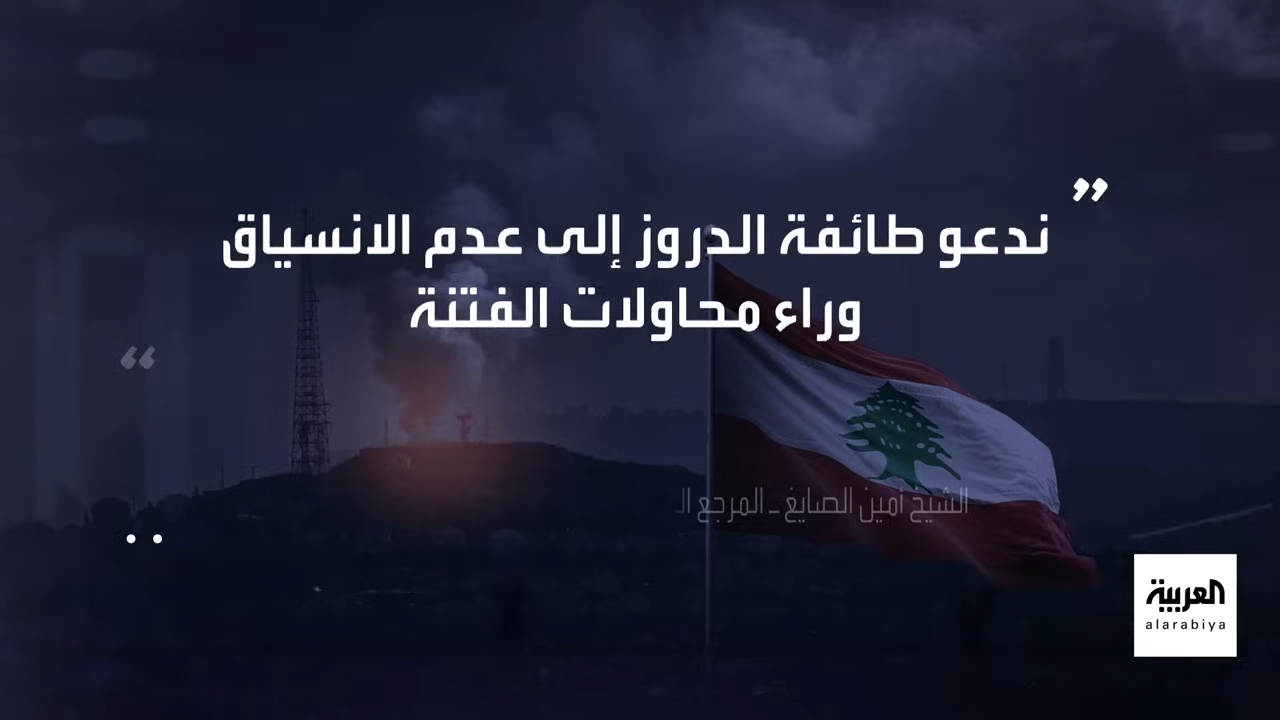 ندعو طائفة الدروز إلى عدم الانسياق
وراء محاولات الفتنة
الشيخ أمين الصايغ – المرجع
العربية
alarabiya